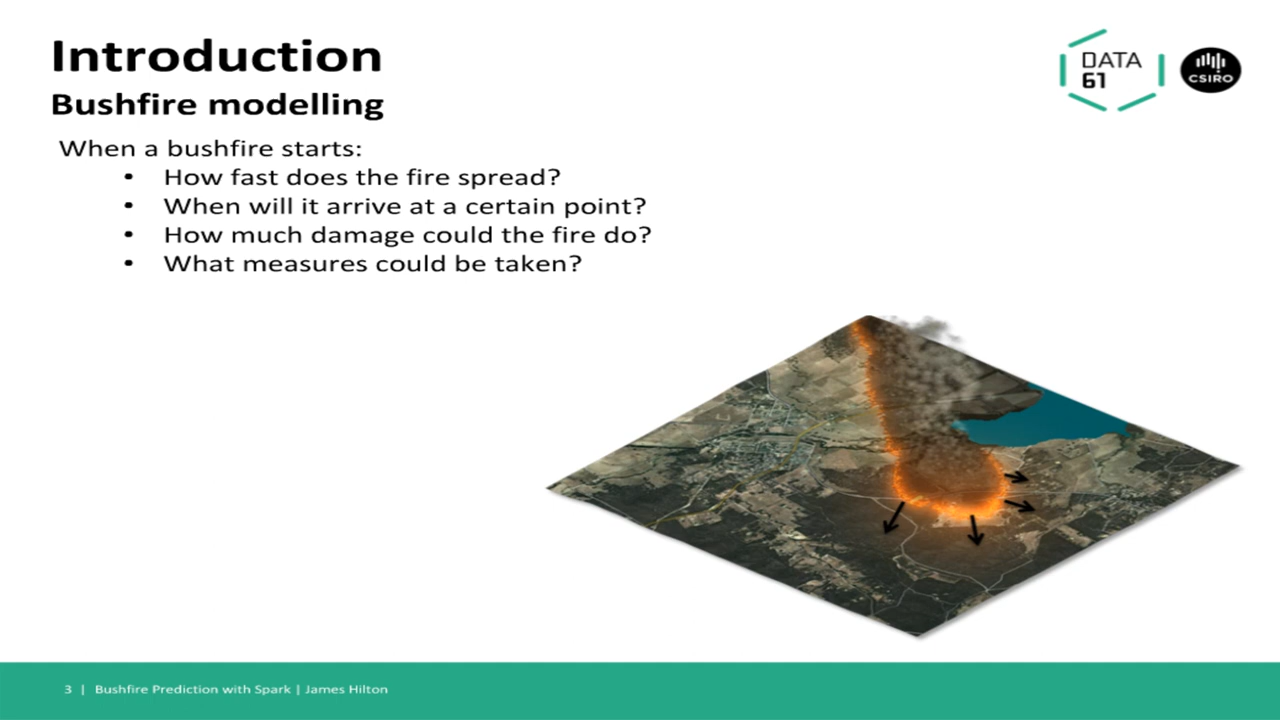 Introduction
Bushfire modelling
DATA
61
CSIRO
When a bushfire starts:
• How fast does the fire spread?
• When will it arrive at a certain point?
• How much damage could the fire do?
• What measures could be taken?
3 | Bushfire Prediction with Spark | James Hilton